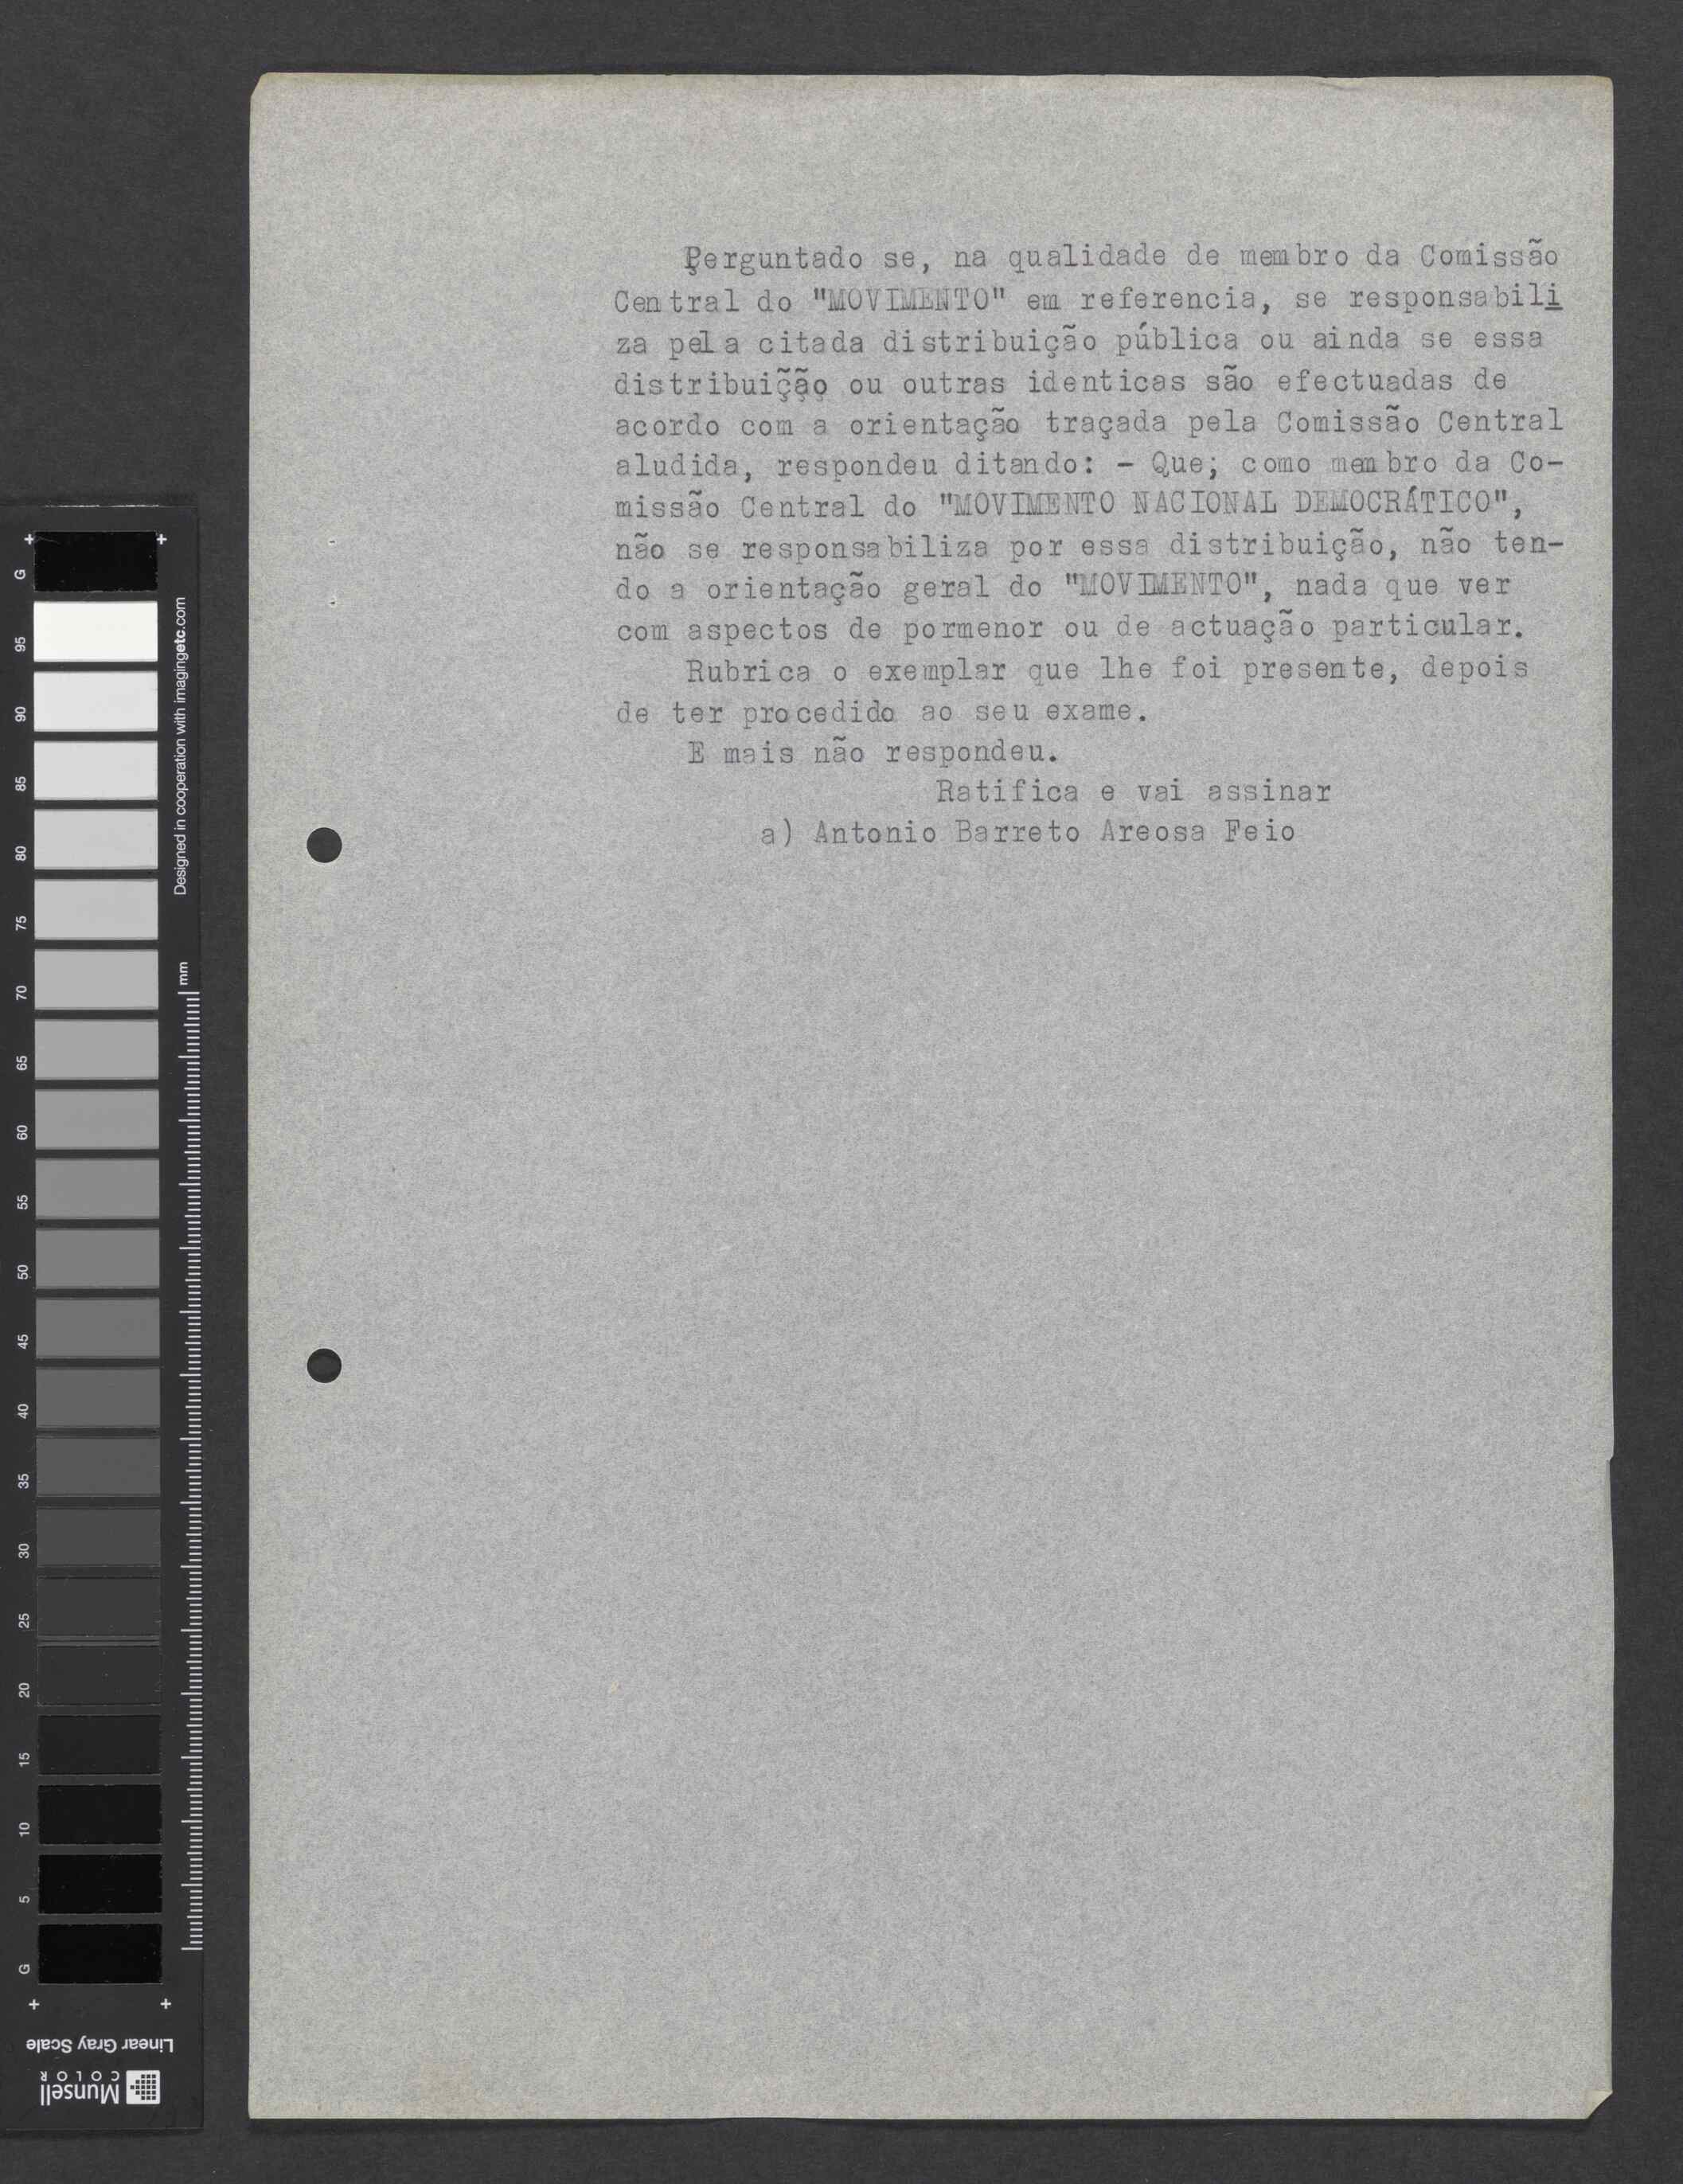 Perguntado se, na qualidade de membro da Comissão
Central do "MOVIMENTO" em referencia, se responsabili
za pela citada distribuição pública ou ainda se essa
distribuição ou outras identicas são efectuadas de
acordo com a orientação traçada pela Comissão Central
aludida, respondeu ditando: - Que; como membro da Co-
missão Central do "MOVIMENTO NACIONAL DEMOCRÁTICO",
não se responsabiliza por essa distribuição, não ten-
do a orientação geral do "MOVIMENTO", nada que ver
com aspectos de pormenor ou de actuação particular.
Rubrica o exemplar que lhe foi presente, depois
de ter procedido ao seu exame.
E mais não respondeu.
Ratifica e vai assinar
a) Antonio Barreto Areosa Feio
G 95 90 85 80 75 70 65 60 55 50 45 40 35 30 25 20 15 10 5 G
Designed in cooperation with imagingetc.com
mm
Linear Gray Scale
Munsell
COLOR